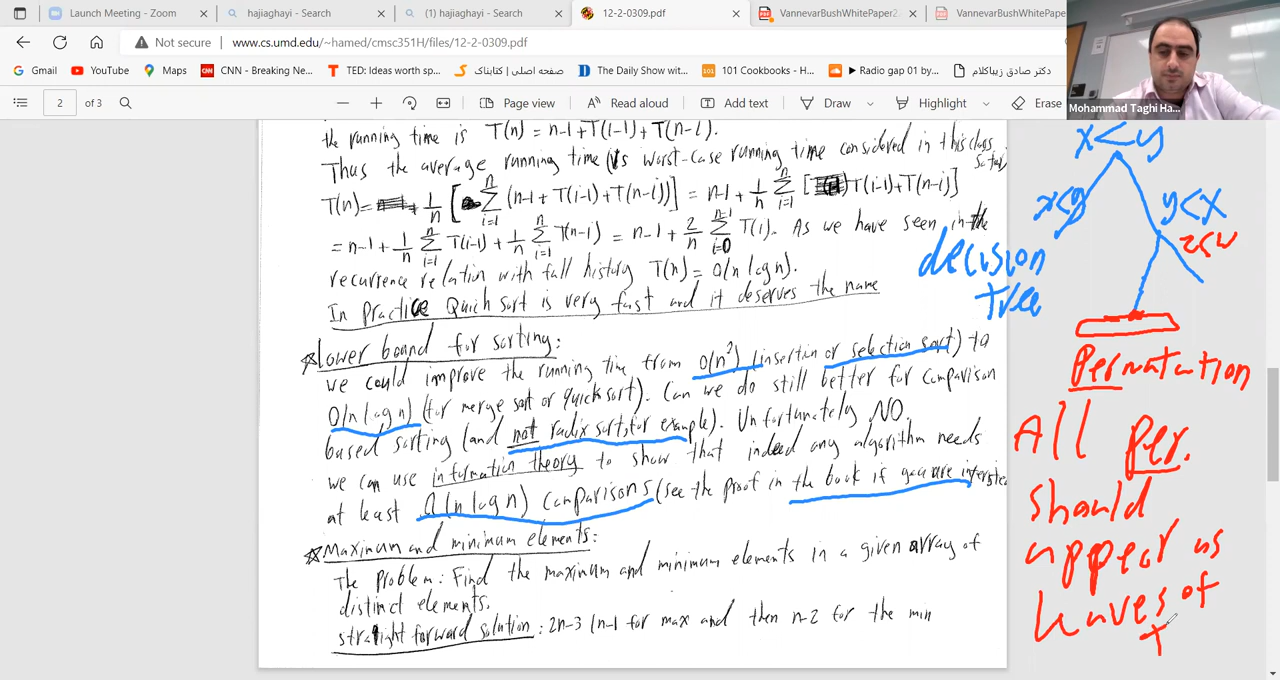 Launch Meeting - Zoom
hajiaghayi - Search
(1) hajiaghayi - Search
12-2-0309.pdf
VannevarBushWhitePaper2
VannevarBushWhitePape
Not secure
www.cs.umd.edu/~hamed/cmsc351H/files/12-2-0309.pdf
Gmail
YouTube
Maps
CNN - Breaking New...
TED: Ideas worth sp...
صفحه اصلی | کتابنا...
The Daily Show wit...
101 Cookbooks - H...
Radio gap 01 by...
دکتر صادق زیباکلام
2 of 3
Page view
Read aloud
Add text
Draw
Highlight
Erase
Mohammad Taghi Ha...
the running time is T(n) = n-1+T(i-1)+T(n-i).
Thus the average running time (vs worst-case running time considered in this class
T(n) = 1/n [ ∑ i=1 n (n-1 + T(i-1) + T(n-i)) ] = n-1 + 1/n ∑ i=1 n [ T(i-1)+T(n-i) ]
= n-1 + 1/n ∑ i=1 n T(i-1) + 1/n ∑ i=1 n T(n-i) = n-1 + 2/n ∑ i=0 n-1 T(i). As we have seen in the
recurrence relation with full history T(n) = O(n log n).
In practice Quick sort is very fast and it deserves the name
Lower bound for sorting:
we could improve the running time from O(n²) (insertion or selection sort) to
O(n log n) (for merge sort or quick sort). Can we do still better for comparison
based sorting (and not radix sort, for example). Unfortunately NO.
we can use information theory to show that indeed any algorithm needs
at least Ω(n log n) comparisons (see the proof in the book if you are interested
Maximum and minimum elements:
The problem: Find the maximum and minimum elements in a given array of
distinct elements.
straight forward solution: 2n-3 (n-1 for max and then n-2 for the min
x<y
x<y
y<x
z<w
decision
tree
Permutation
All Per.
should
appear as
leaves of